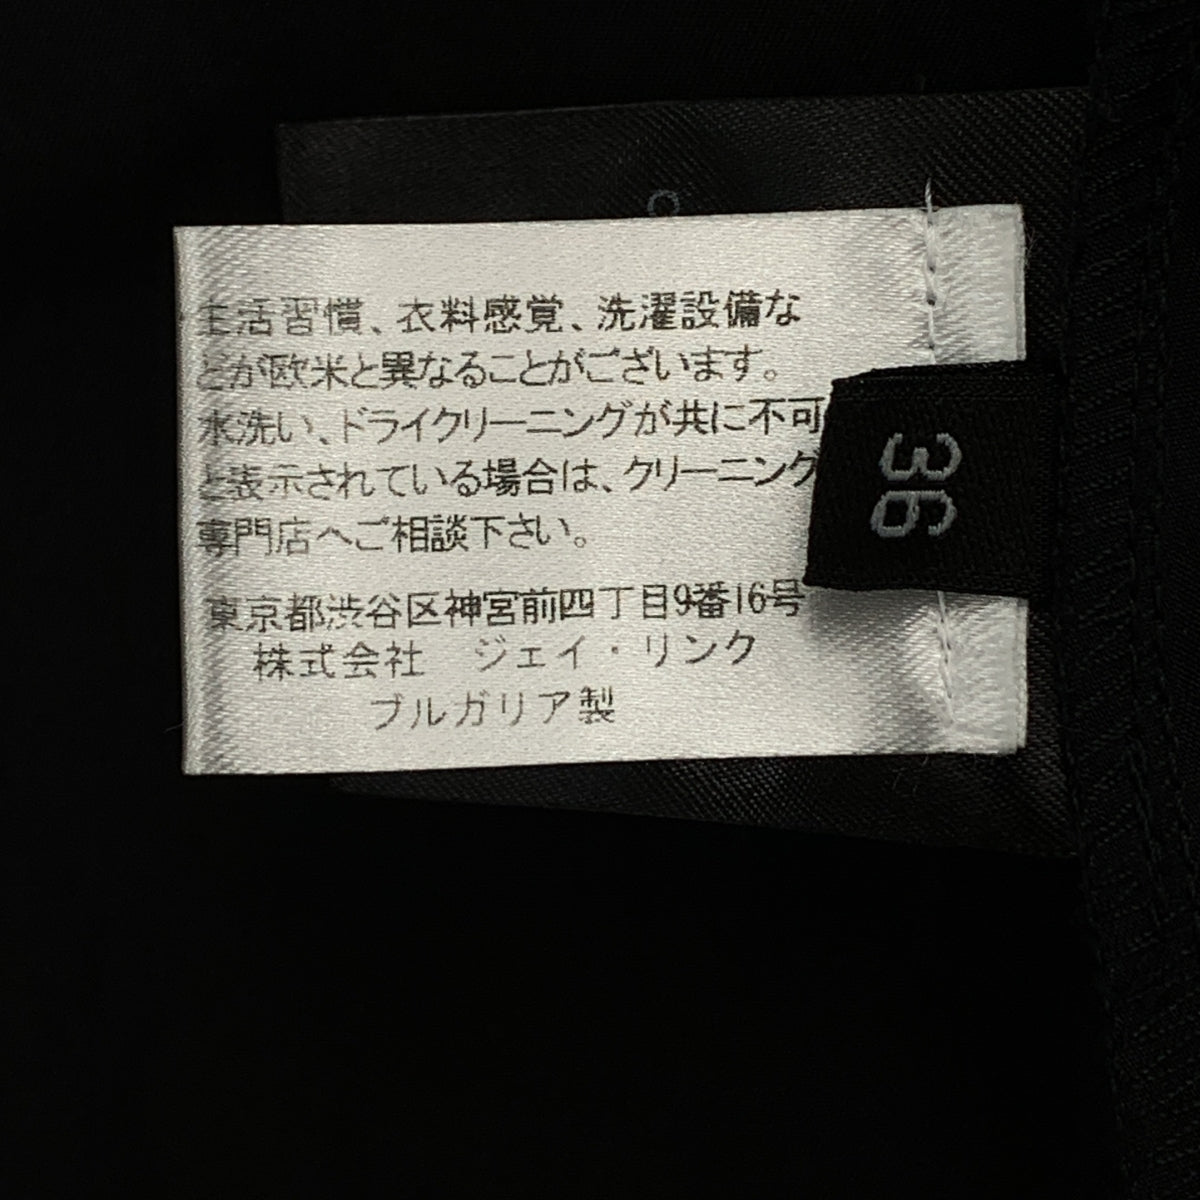 生活習慣、衣料感覚、洗濯設備な
どが欧米と異なることがございます。
水洗い、ドライクリーニングが共に不可
と表示されている場合は、クリーニング
専門店へご相談下さい。
東京都渋谷区神宮前四丁目9番16号
株式会社 ジェイ・リンク
ブルガリア製
36